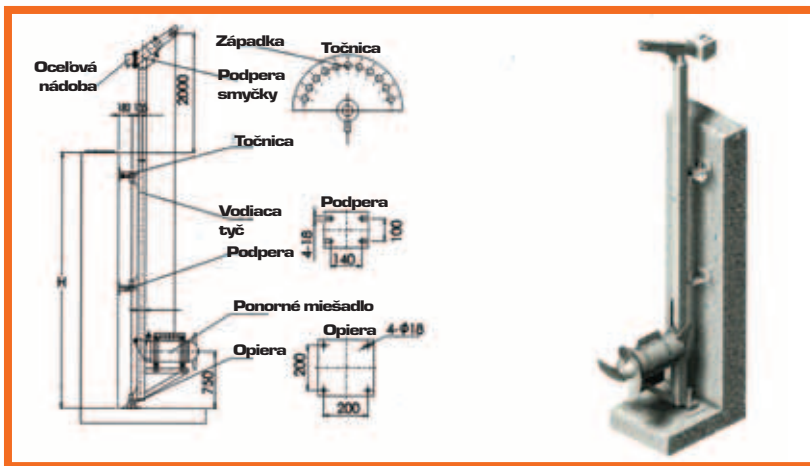 Západka
Točnica
Oceľová
nádoba
Podpera
smyčky
2000
180
Točnica
Vodiaca
tyč
Podpera
4-18
100
140
Podpera
H
Ponorné miešadlo
Opiera
4-Φ18
200
200
Opiera
750